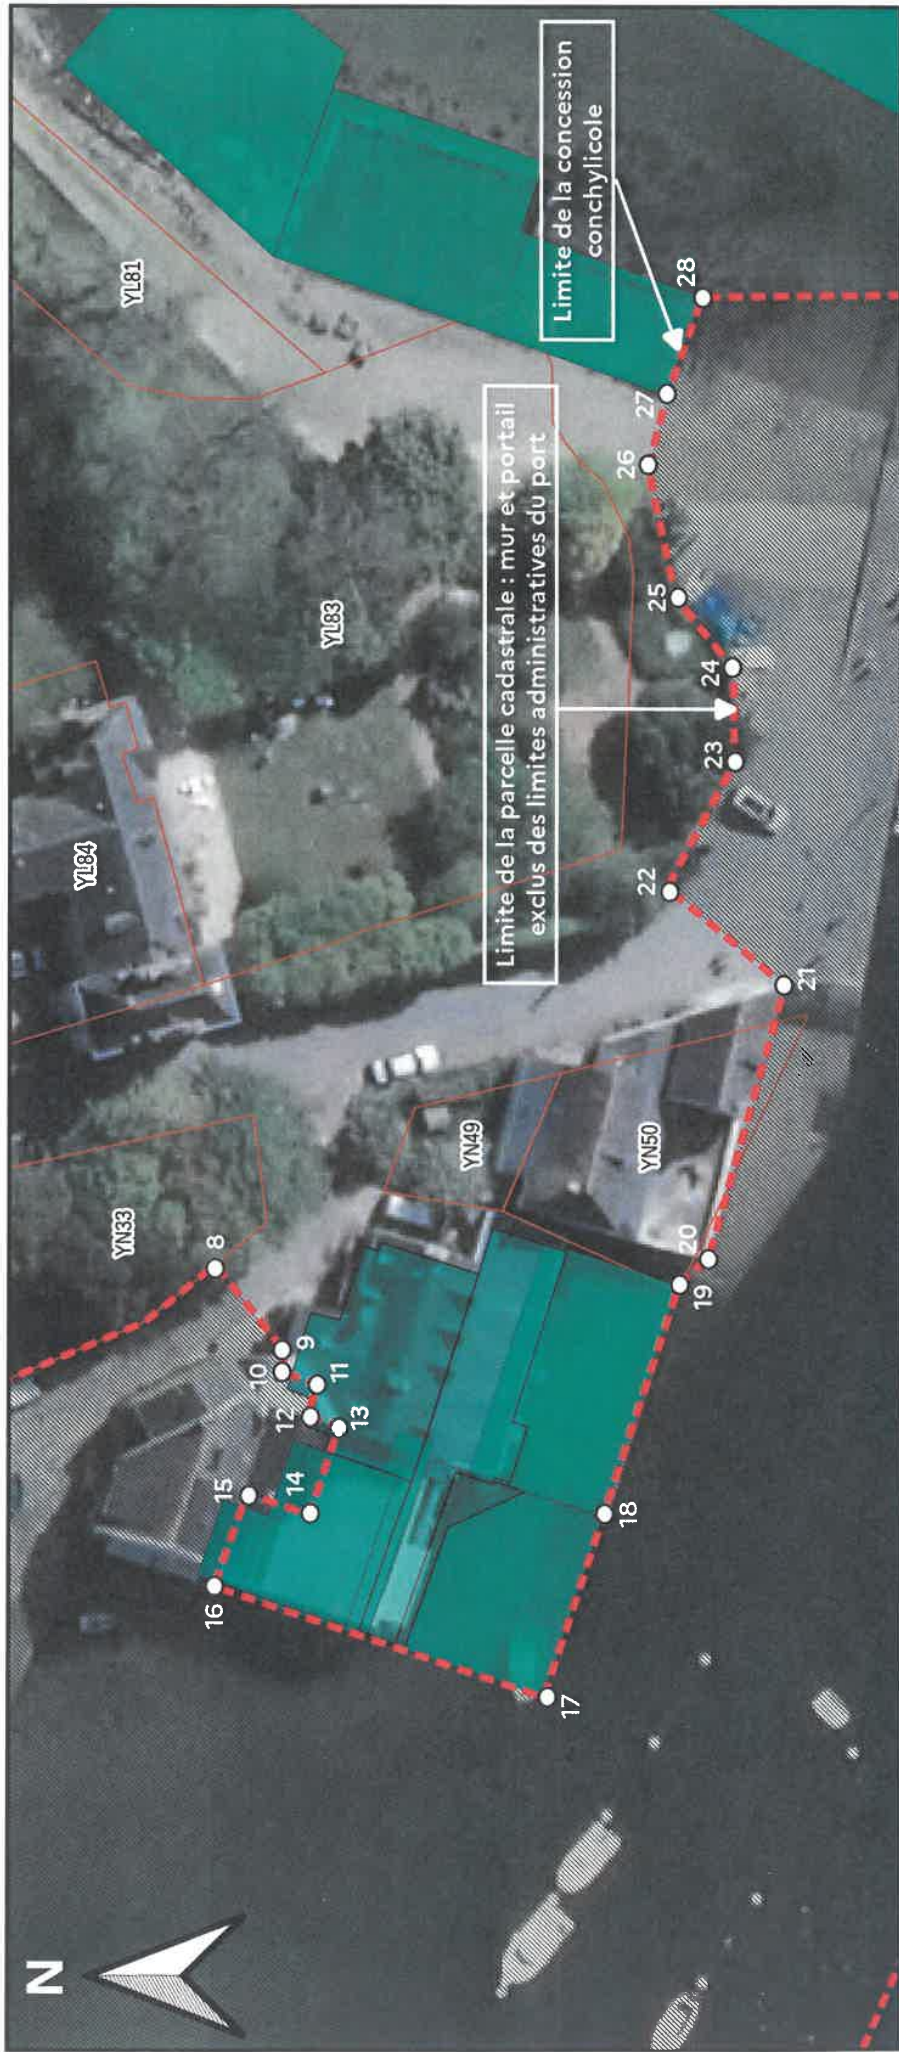 N
YN33
YL84
YL81
YL83
YN49
YN50
8
9
10
11
12
13
14
15
16
17
18
19
20
21
22
23
24
25
26
27
28
Limite de la parcelle cadastrale : mur et portail
exclus des limites administratives du port
Limite de la concession
conchylicole